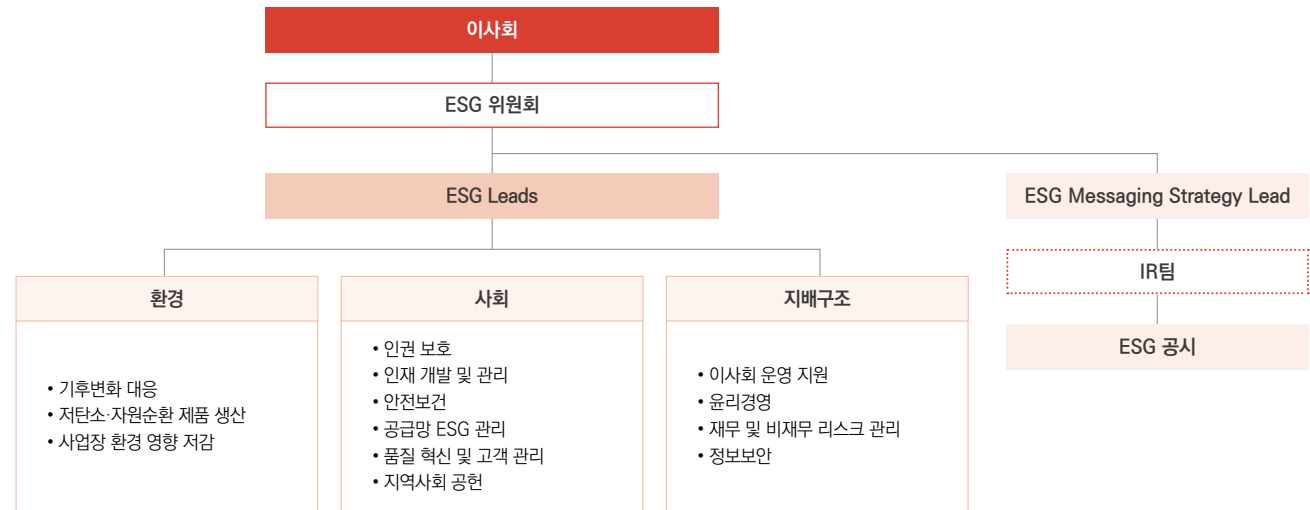 이사회
ESG 위원회
ESG Leads
ESG Messaging Strategy Lead
IR팀
ESG 공시
환경
• 기후변화 대응
• 저탄소·자원순환 제품 생산
• 사업장 환경 영향 저감
사회
• 인권 보호
• 인재 개발 및 관리
• 안전보건
• 공급망 ESG 관리
• 품질 혁신 및 고객 관리
• 지역사회 공헌
지배구조
• 이사회 운영 지원
• 윤리경영
• 재무 및 비재무 리스크 관리
• 정보보안